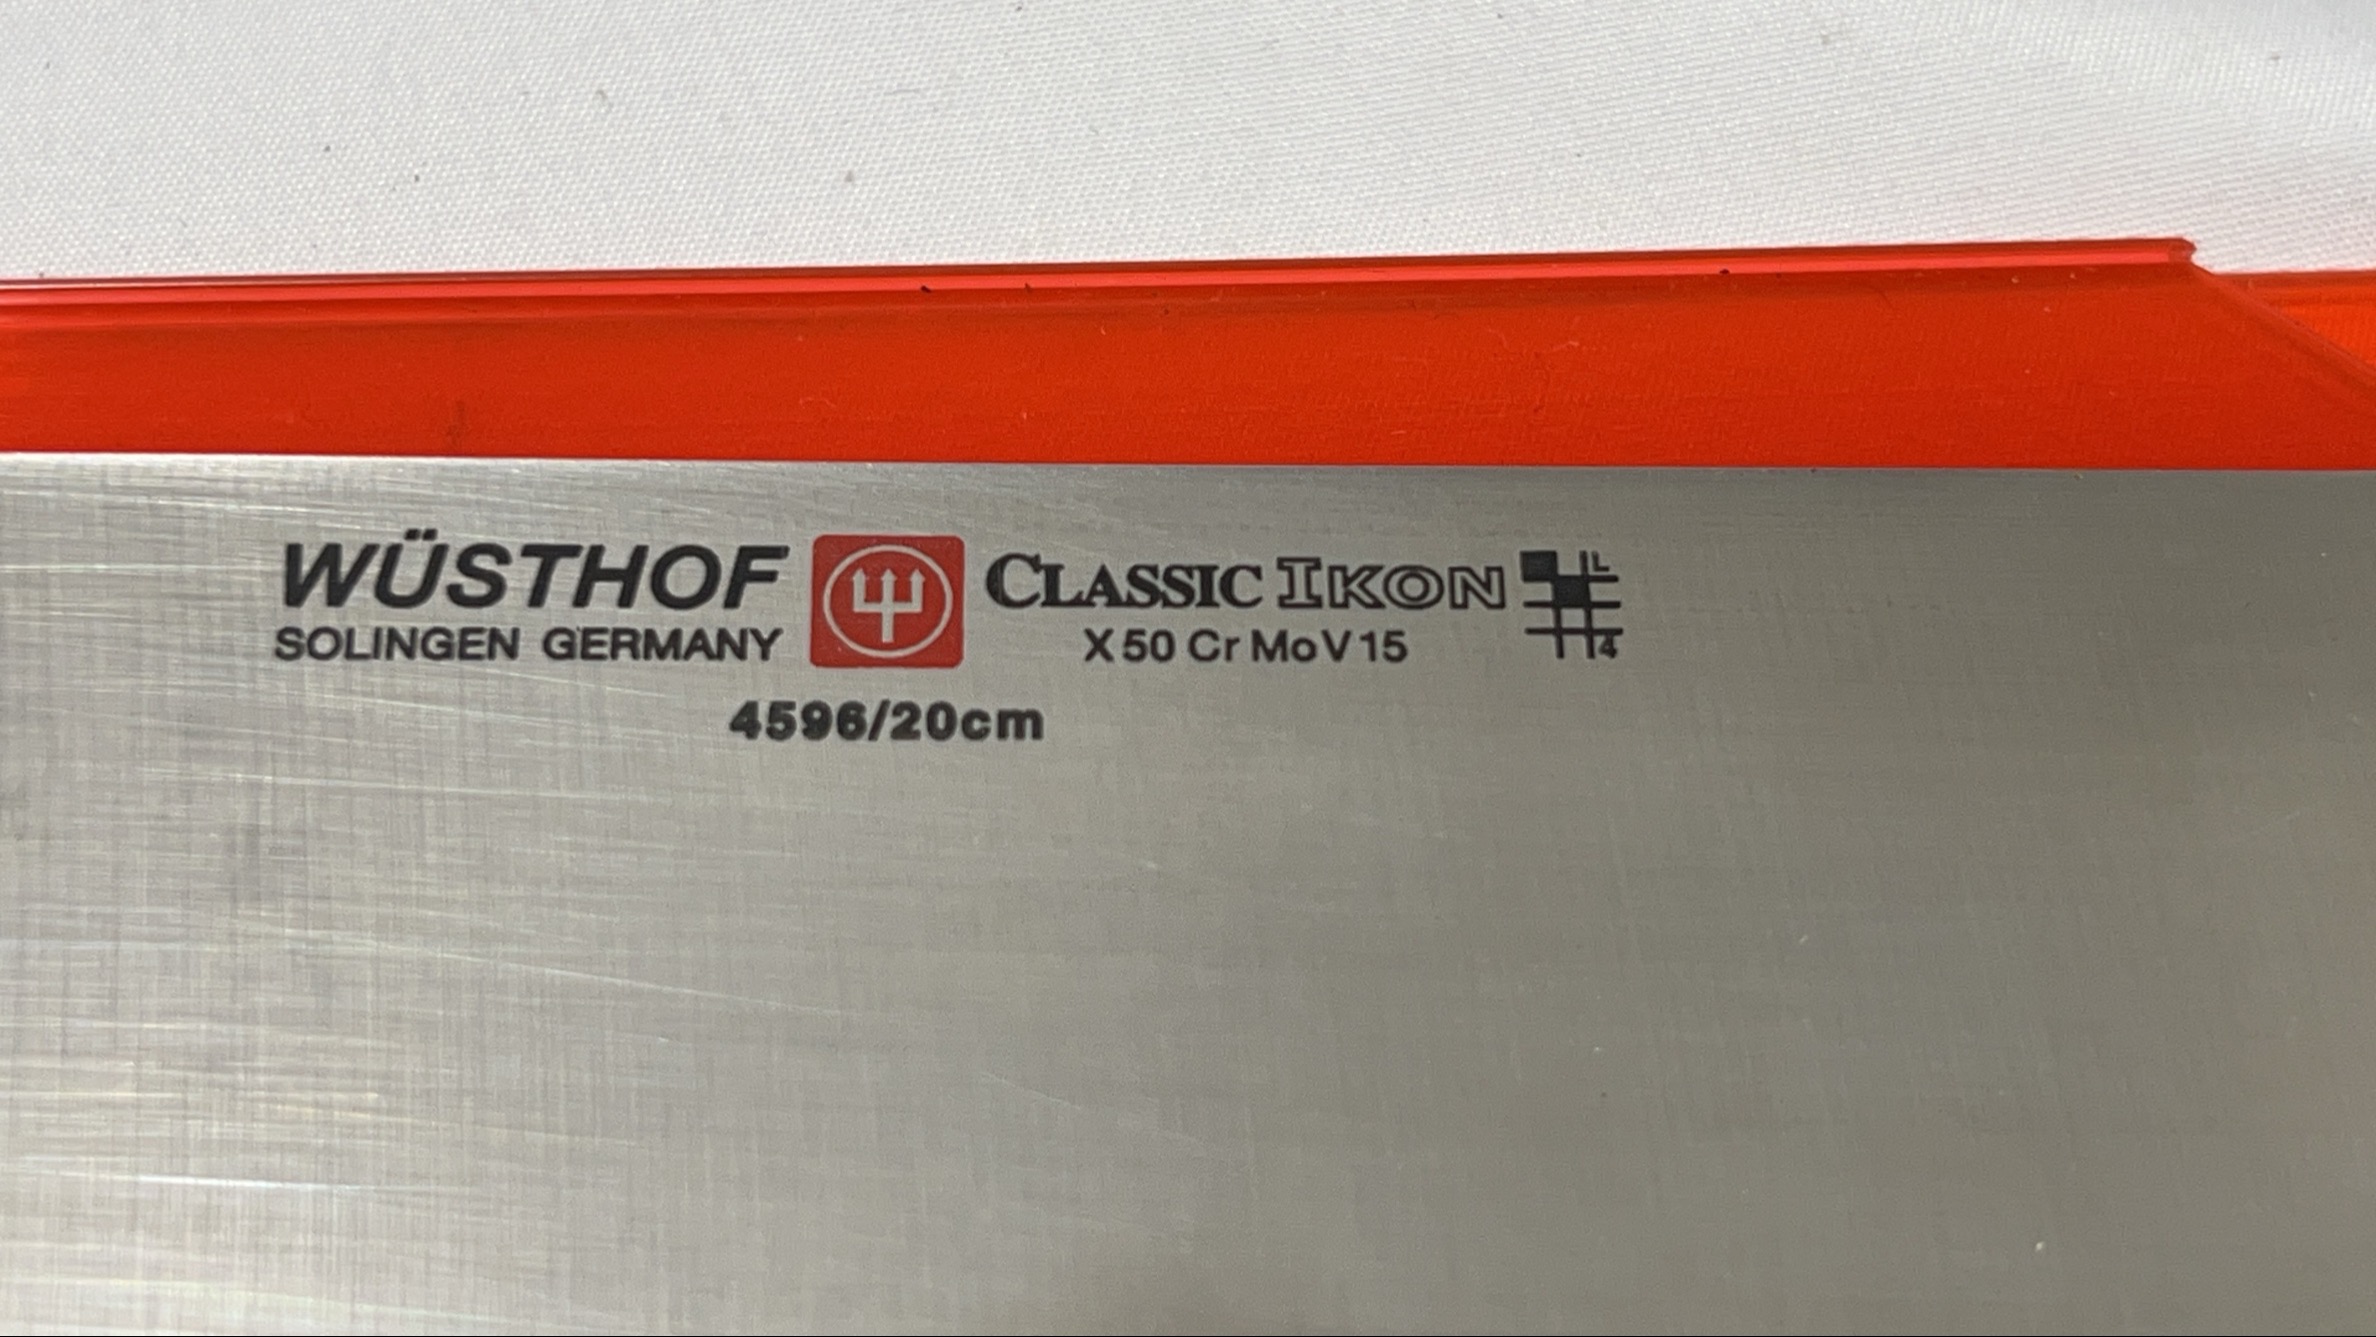 WÜSTHOF CLASSIC IKON
SOLINGEN GERMANY X 50 Cr MoV 15
4596/20cm
L
4